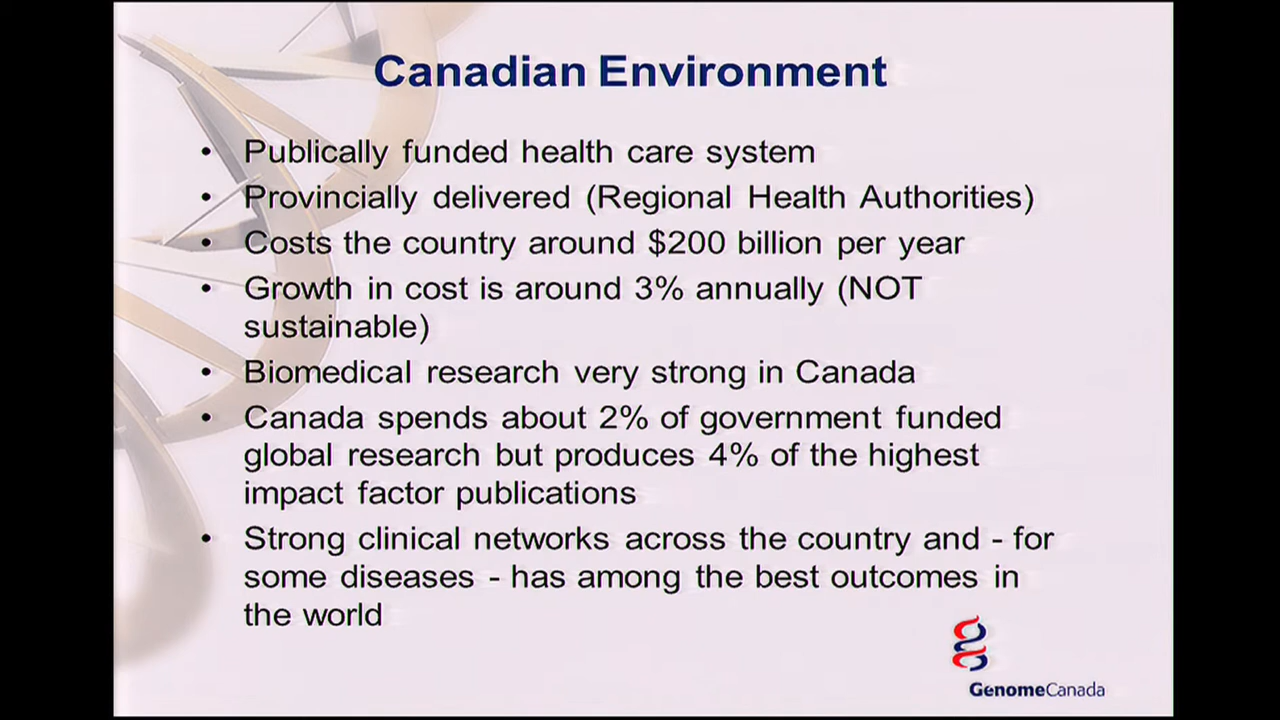 Canadian Environment
• Publically funded health care system
• Provincially delivered (Regional Health Authorities)
• Costs the country around $200 billion per year
• Growth in cost is around 3% annually (NOT
sustainable)
• Biomedical research very strong in Canada
• Canada spends about 2% of government funded
global research but produces 4% of the highest
impact factor publications
• Strong clinical networks across the country and - for
some diseases - has among the best outcomes in
the world
GenomeCanada